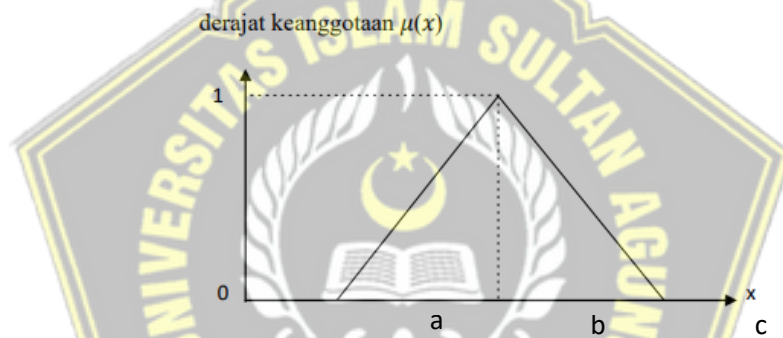 derajat keanggotaan μ(x)
UNIVERSITAS ISLAM SULTAN AGUNG
1
0
x
a b c